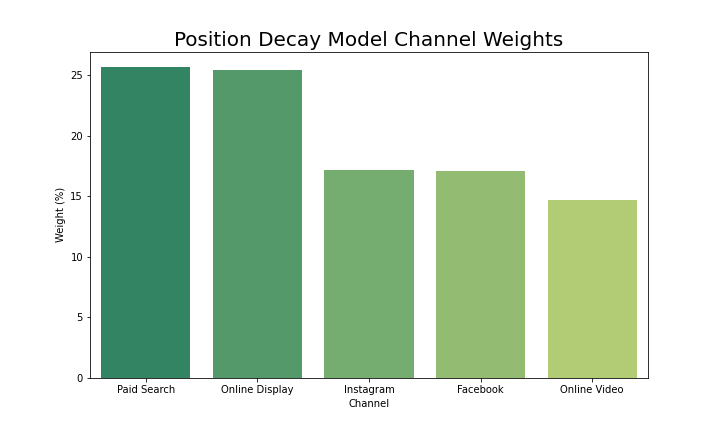 Position Decay Model Channel Weights
25
20
15
10
5
0
Weight (%)
Paid Search Online Display Instagram Facebook Online Video
Channel